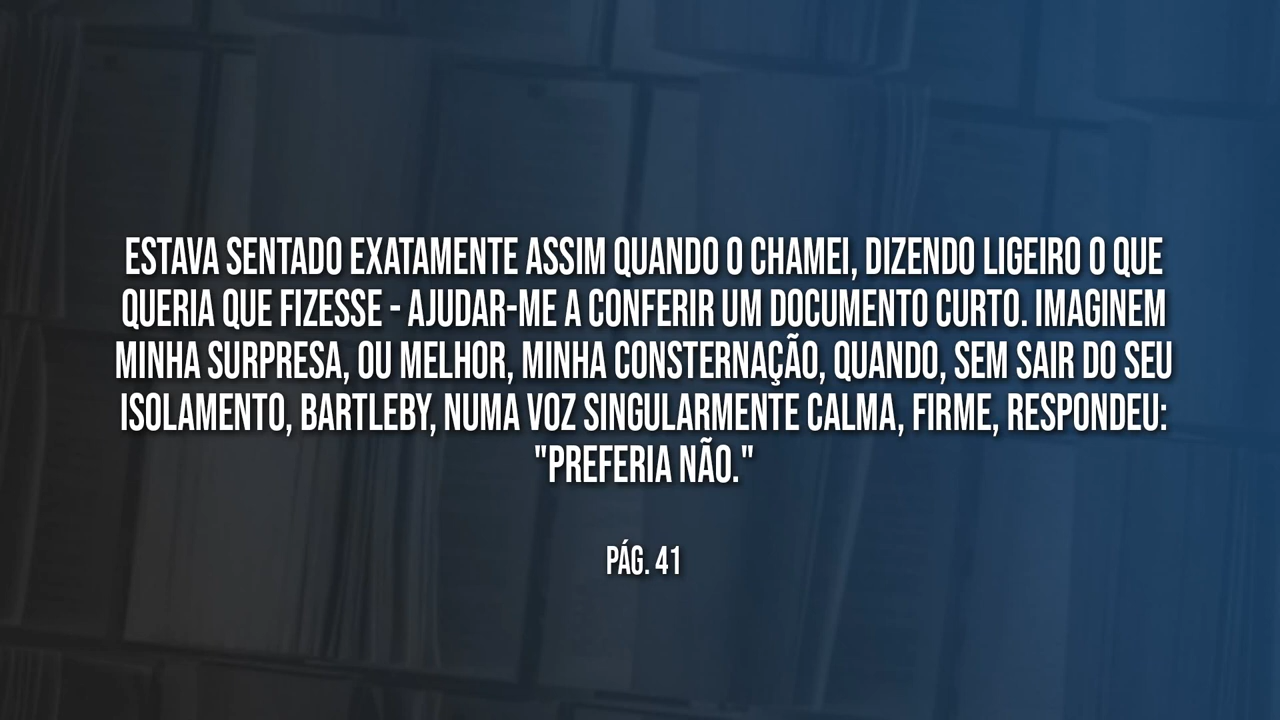 ESTAVA SENTADO EXATAMENTE ASSIM QUANDO O CHAMEI, DIZENDO LIGEIRO O QUE
QUERIA QUE FIZESSE - AJUDAR-ME A CONFERIR UM DOCUMENTO CURTO. IMAGINEM
MINHA SURPRESA, OU MELHOR, MINHA CONSTERNAÇÃO, QUANDO, SEM SAIR DO SEU
ISOLAMENTO, BARTLEBY, NUMA VOZ SINGULARMENTE CALMA, FIRME, RESPONDEU:
"PREFERIA NÃO."
PÁG. 41